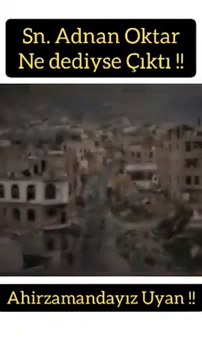 Sn. Adnan Oktar
Ne dediyse Çıktı !!
Ahirzamandayız Uyan !!